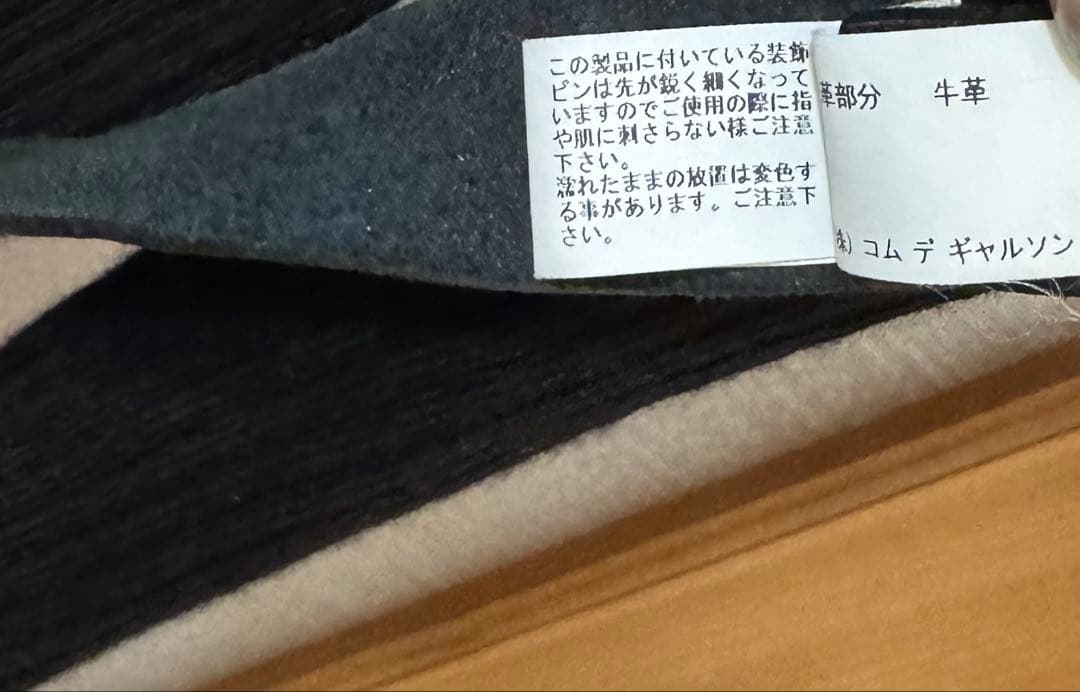 この製品に付いている装飾
ピンは先が鋭く細くなって
いますのでご使用の際に指
や肌に刺さらない様ご注意
下さい。
濡れたままの放置は変色す
る事があります。ご注意下
さい。
革部分 牛革
コム デ ギャルソン